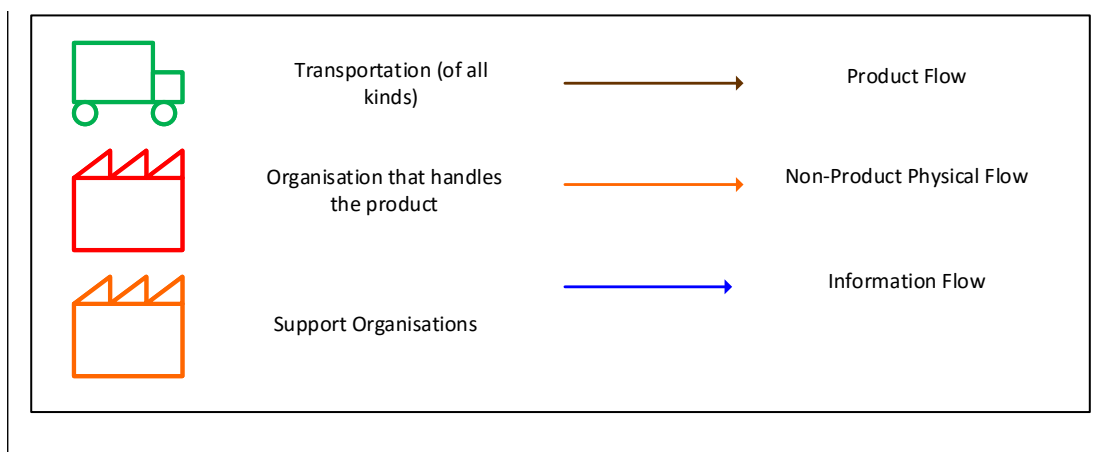 Transportation (of all
kinds)
Product Flow
Organisation that handles
the product
Non-Product Physical Flow
Information Flow
Support Organisations